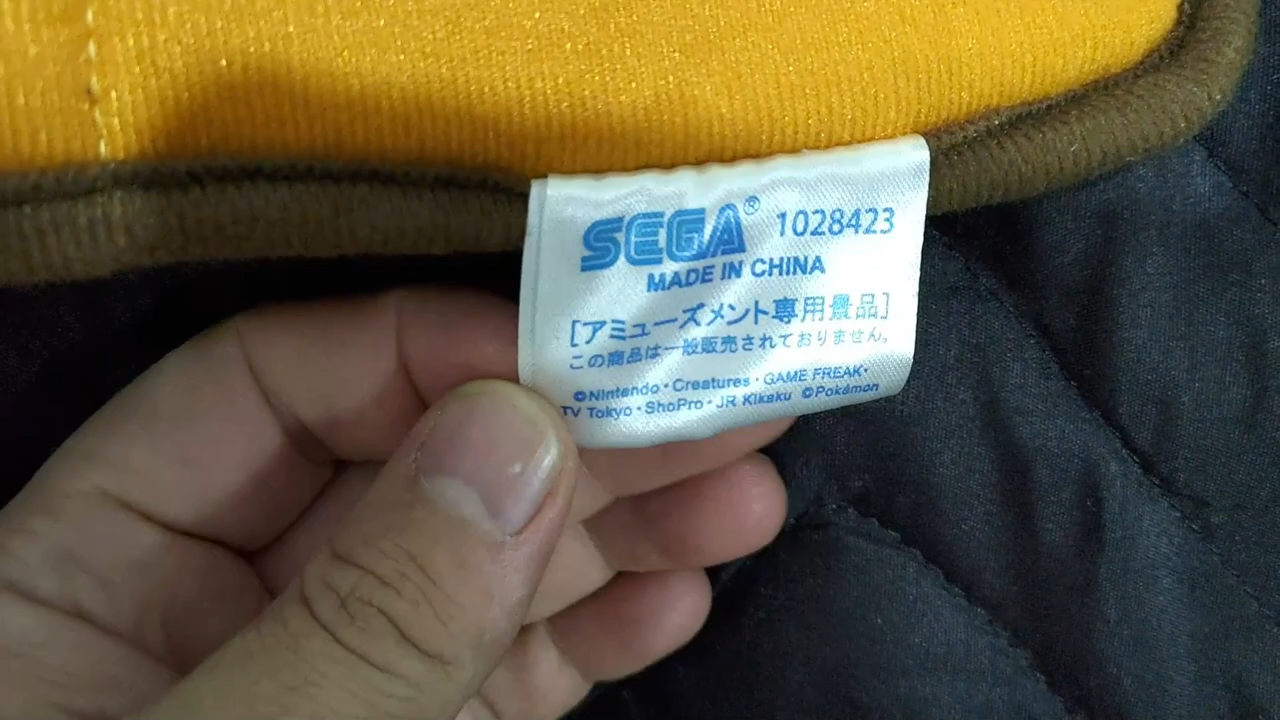 SEGA® 1028423
MADE IN CHINA
[アミューズメント専用景品]
この商品は一般販売されておりません。
©Nintendo・Creatures・GAME FREAK・
TV Tokyo・ShoPro・JR Kikaku ©Pokémon